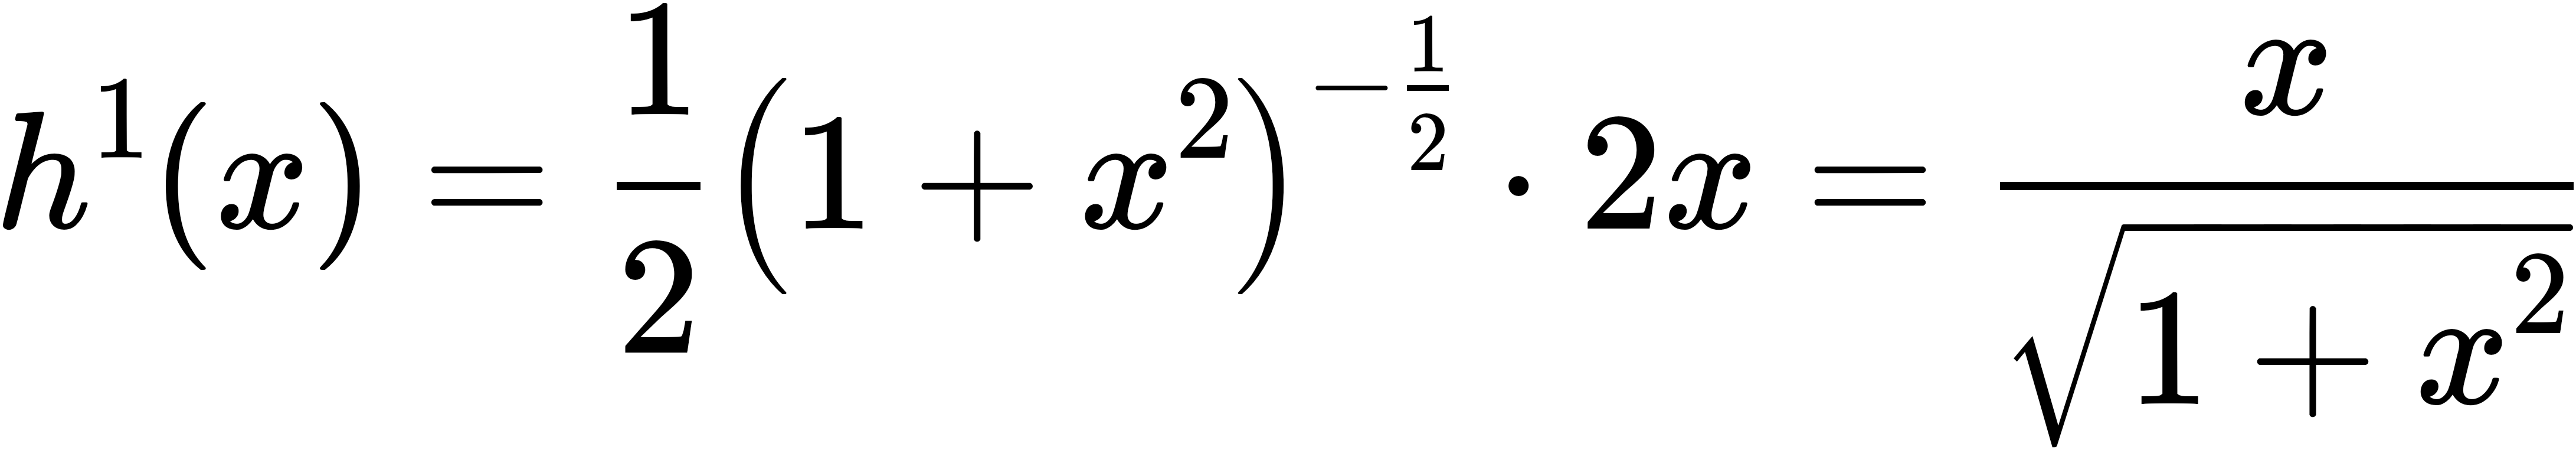 h^1(x) = \frac{1}{2}(1 + x^2)^{-\frac{1}{2}} \cdot 2x = \frac{x}{\sqrt{1 + x^2}}